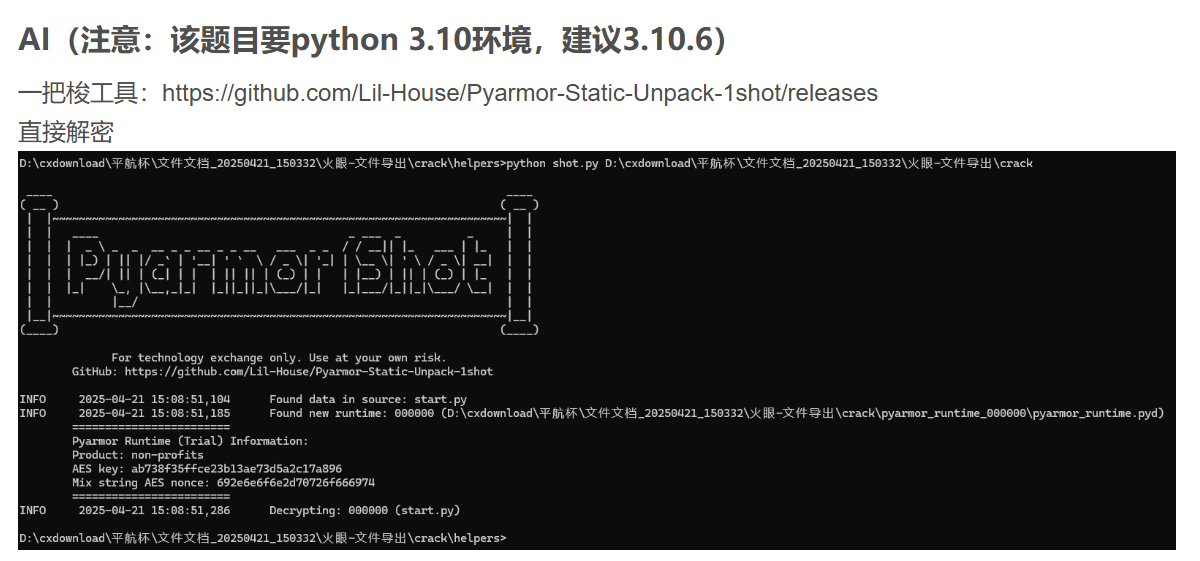 AI（注意：该题目要python 3.10环境，建议3.10.6）
一把梭工具：https://github.com/Lil-House/Pyarmor-Static-Unpack-1shot/releases
直接解密
D:\cxdownload\平航杯\文件文档_20250421_150332\火眼-文件导出\crack\helpers>python shot.py D:\cxdownload\平航杯\文件文档_20250421_150332\火眼-文件导出\crack
Pyarmor 1Shot
For technology exchange only. Use at your own risk.
GitHub: https://github.com/Lil-House/Pyarmor-Static-Unpack-1shot
INFO 2025-04-21 15:08:51,104 Found data in source: start.py
INFO 2025-04-21 15:08:51,185 Found new runtime: 000000 (D:\cxdownload\平航杯\文件文档_20250421_150332\火眼-文件导出\crack\pyarmor_runtime_000000\pyarmor_runtime.pyd)
========================
Pyarmor Runtime (Trial) Information:
Product: non-profits
AES key: ab738f35ffce23b13ae73d5a2c17a896
Mix string AES nonce: 692e6e6f6e2d70726f666974
========================
INFO 2025-04-21 15:08:51,286 Decrypting: 000000 (start.py)
D:\cxdownload\平航杯\文件文档_20250421_150332\火眼-文件导出\crack\helpers>